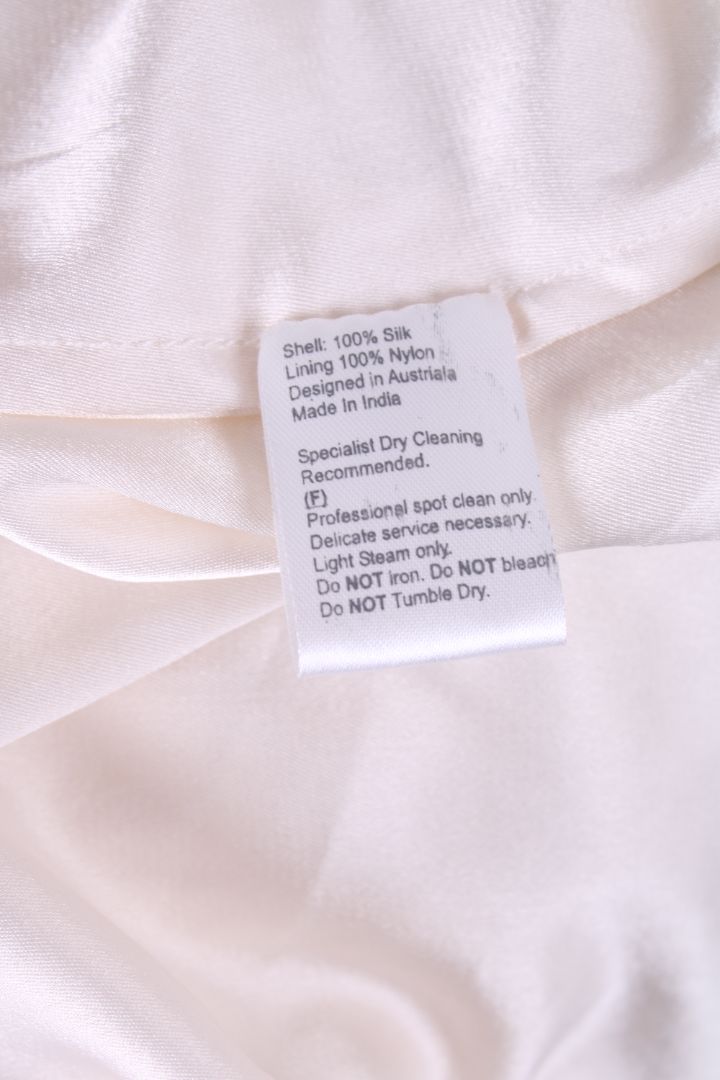 Shell: 100% Silk
Lining 100% Nylon
Designed in Austriala
Made In India
Specialist Dry Cleaning
Recommended.
(F)
Professional spot clean only.
Delicate service necessary.
Light Steam only.
Do NOT iron. Do NOT bleach
Do NOT Tumble Dry.